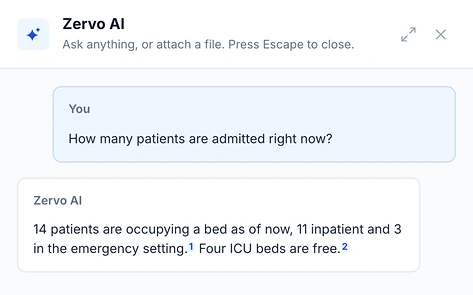 Zervo AI
Ask anything, or attach a file. Press Escape to close.
You
How many patients are admitted right now?
Zervo AI
14 patients are occupying a bed as of now, 11 inpatient and 3
in the emergency setting.1 Four ICU beds are free.2